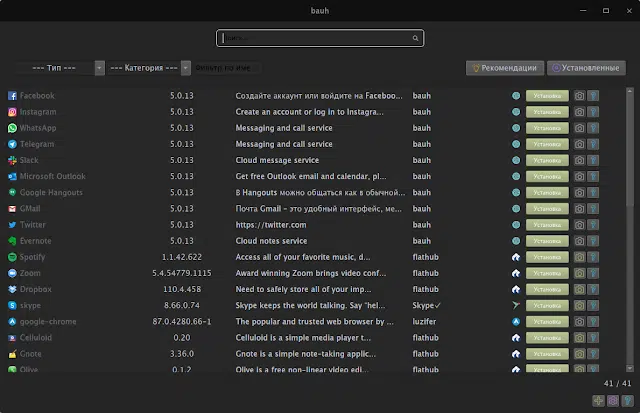 bauh
Поиск...
--- Тип --- --- Категория --- Фильтр по име... Рекомендации Установленные
Facebook 5.0.13 Создайте аккаунт или войдите на Faceboo... bauh Установка
Instagram 5.0.13 Create an account or log in to Instagra... bauh Установка
WhatsApp 5.0.13 Messaging and call service bauh Установка
Telegram 5.0.13 Messaging and call service bauh Установка
Slack 5.0.13 Cloud message service bauh Установка
Microsoft Outlook 5.0.13 Get free Outlook email and calendar, pl... bauh Установка
Google Hangouts 5.0.13 В Hangouts можно общаться как в обычной... bauh Установка
GMail 5.0.13 Почта Gmail – это удобный интерфейс, ме... bauh Установка
Twitter 5.0.13 https://twitter.com bauh Установка
Evernote 5.0.13 Cloud notes service bauh Установка
Spotify 1.1.42.622 Access all of your favorite music, d... flathub Установка
Zoom 5.4.54779.1115 Award winning Zoom brings video conf... flathub Установка
Dropbox 110.4.458 Need to safely store all of your imp... flathub Установка
skype 8.66.0.74 Skype keeps the world talking. Say "hel... Skype✓ Установка
google-chrome 87.0.4280.66-1 The popular and trusted web browser by ... luzifer Установка
Celluloid 0.20 Celluloid is a simple media player t... flathub Установка
Gnote 3.36.0 Gnote is a simple note-taking applic... flathub Установка
Olive 0.1.2 Olive is a free non-linear video edi... flathub Установка
41 / 41